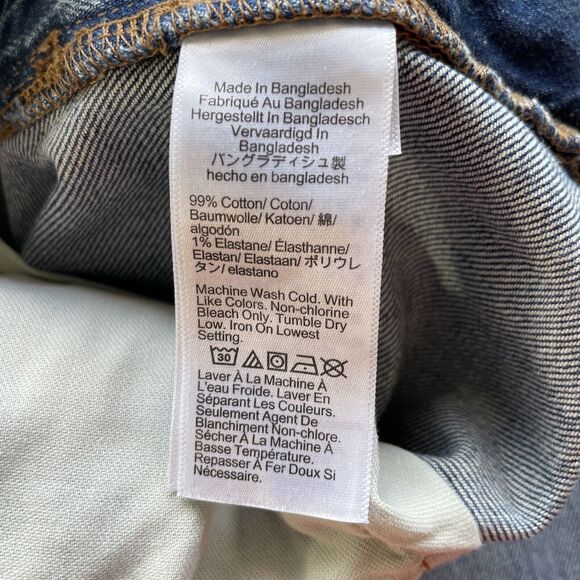 Made In Bangladesh
Fabriqué Au Bangladesh
Hergestellt In Bangladesch
Vervaardigd In
Bangladesh
バングラディシュ製
hecho en bangladesh
99% Cotton/ Coton/
Baumwolle/ Katoen/ 綿/
algodón
1% Elastane/ Élasthanne/
Elastan/ Elastaan/ ポリウレ
タン/ elastano
Machine Wash Cold. With
Like Colors. Non-chlorine
Bleach Only. Tumble Dry
Low. Iron On Lowest
Setting.
30
Laver À La Machine À
L'eau Froide. Laver En
Séparant Les Couleurs.
Seulement Agent De
Blanchiment Non-chlore.
Sécher À La Machine À
Basse Température.
Repasser À Fer Doux Si
Nécessaire.